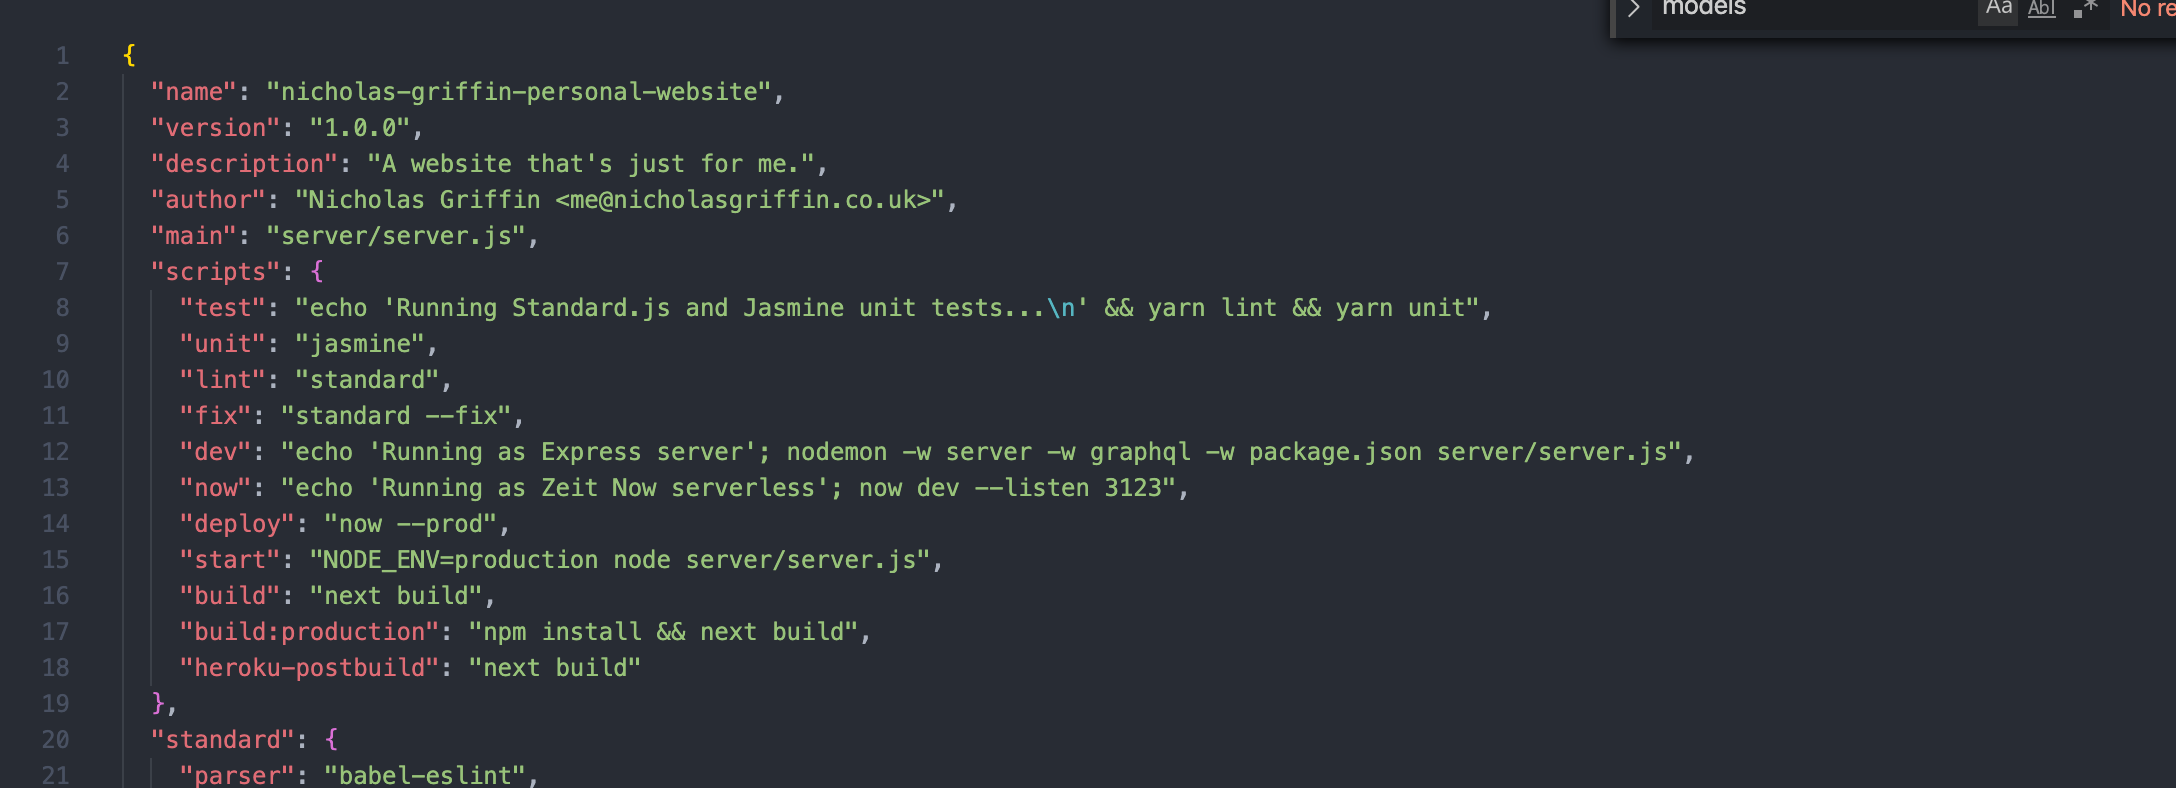 models Aa Abl .* No re
1 {
2 "name": "nicholas-griffin-personal-website",
3 "version": "1.0.0",
4 "description": "A website that's just for me.",
5 "author": "Nicholas Griffin <me@nicholasgriffin.co.uk>",
6 "main": "server/server.js",
7 "scripts": {
8 "test": "echo 'Running Standard.js and Jasmine unit tests...\n' && yarn lint && yarn unit",
9 "unit": "jasmine",
10 "lint": "standard",
11 "fix": "standard --fix",
12 "dev": "echo 'Running as Express server'; nodemon -w server -w graphql -w package.json server/server.js",
13 "now": "echo 'Running as Zeit Now serverless'; now dev --listen 3123",
14 "deploy": "now --prod",
15 "start": "NODE_ENV=production node server/server.js",
16 "build": "next build",
17 "build:production": "npm install && next build",
18 "heroku-postbuild": "next build"
19 },
20 "standard": {
21 "parser": "babel-eslint",